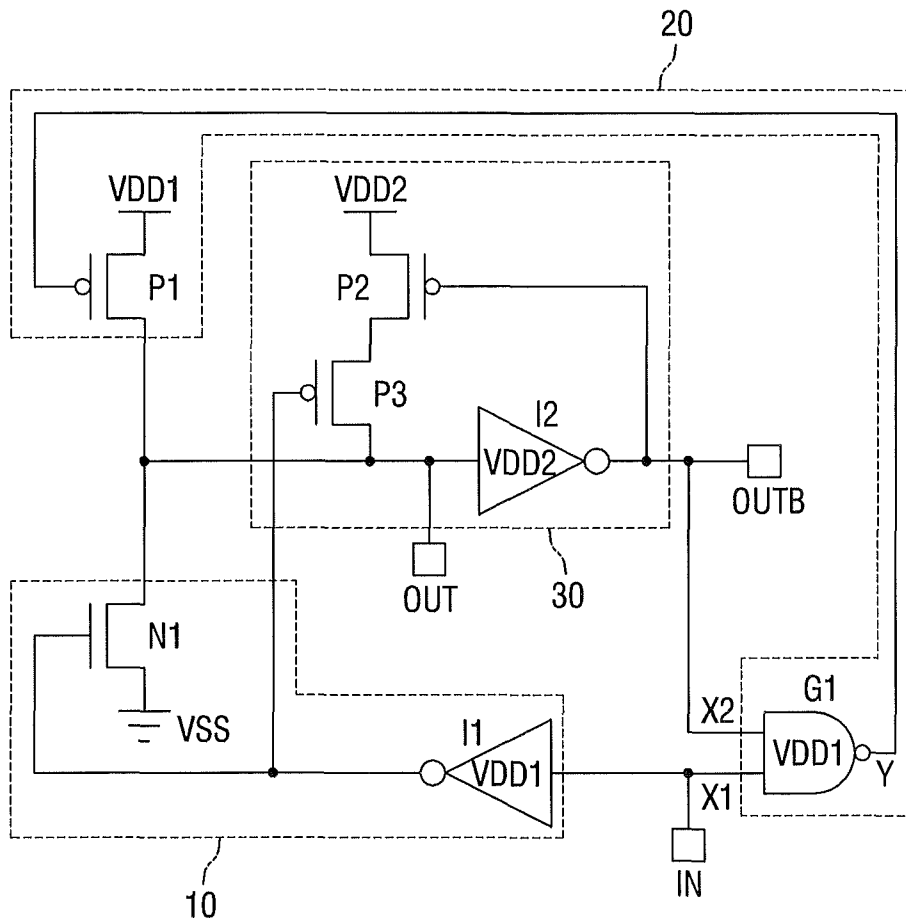 20
VDD1
VDD2
P1
P2
P3
I2
VDD2
OUTB
OUT
30
N1
VSS
G1
X2
I1
VDD1
VDD1
Y
X1
IN
10